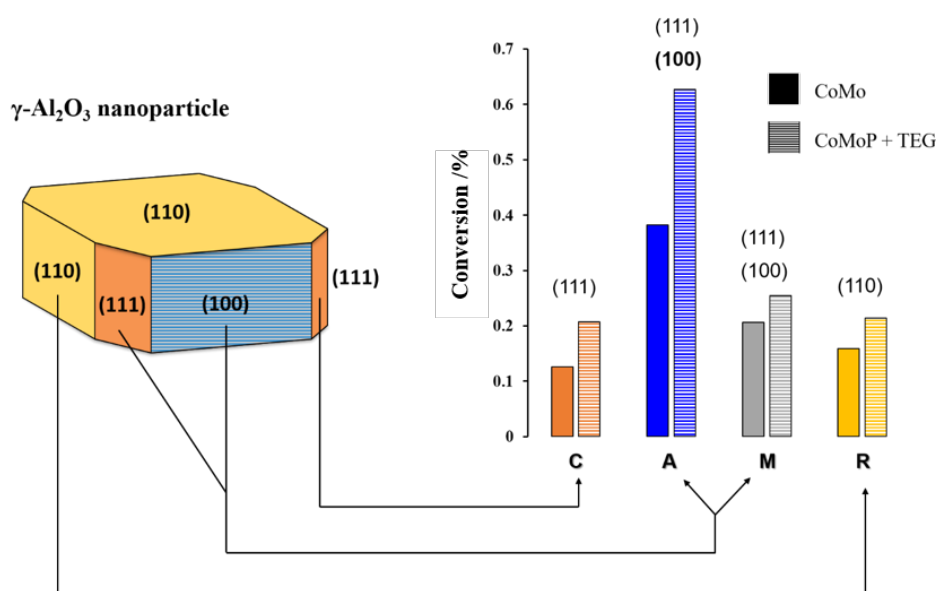 γ-Al₂O₃ nanoparticle
(110)
(110)
(111)
(100)
(111)
Conversion /%
0.7
0.6
0.5
0.4
0.3
0.2
0.1
0
(111)
(111)
(100)
(111)
(100)
(110)
C
A
M
R
CoMo
CoMoP + TEG